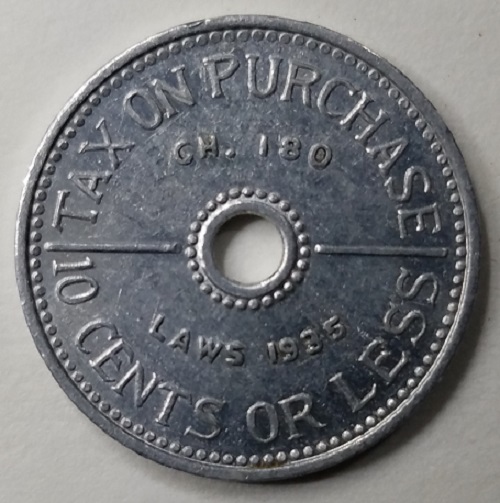 TAX ON PURCHASE
CH. 180
LAWS 1935
10 CENTS OR LESS